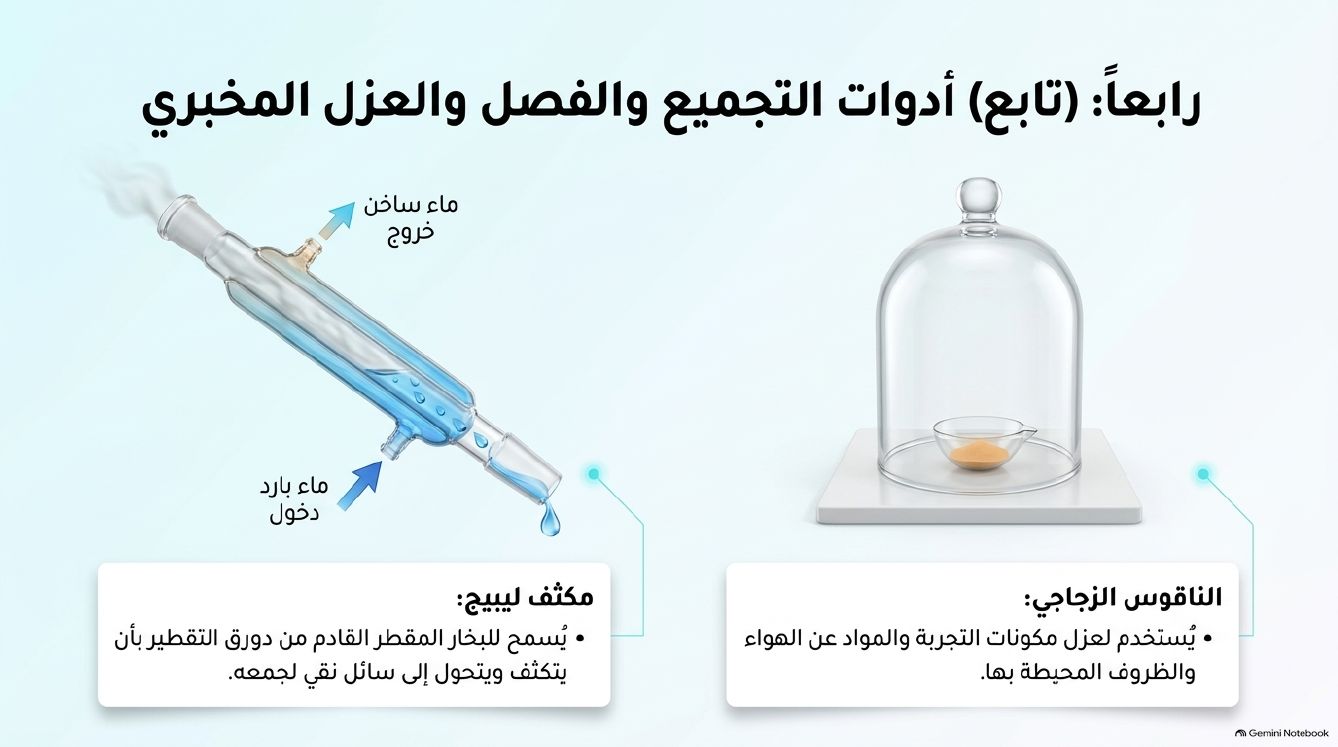 رابعاً: (تابع) أدوات التجميع والفصل والعزل المخبري
الناقوس الزجاجي:
• يُستخدم لعزل مكونات التجربة والمواد عن الهواء
والظروف المحيطة بها.
ماء ساخن
خروج
ماء بارد
دخول
مكثف ليبيج:
• يُسمح للبخار المقطر القادم من دورق التقطير بأن
يتكثف ويتحول إلى سائل نقي لجمعه.
Gemini Notebook